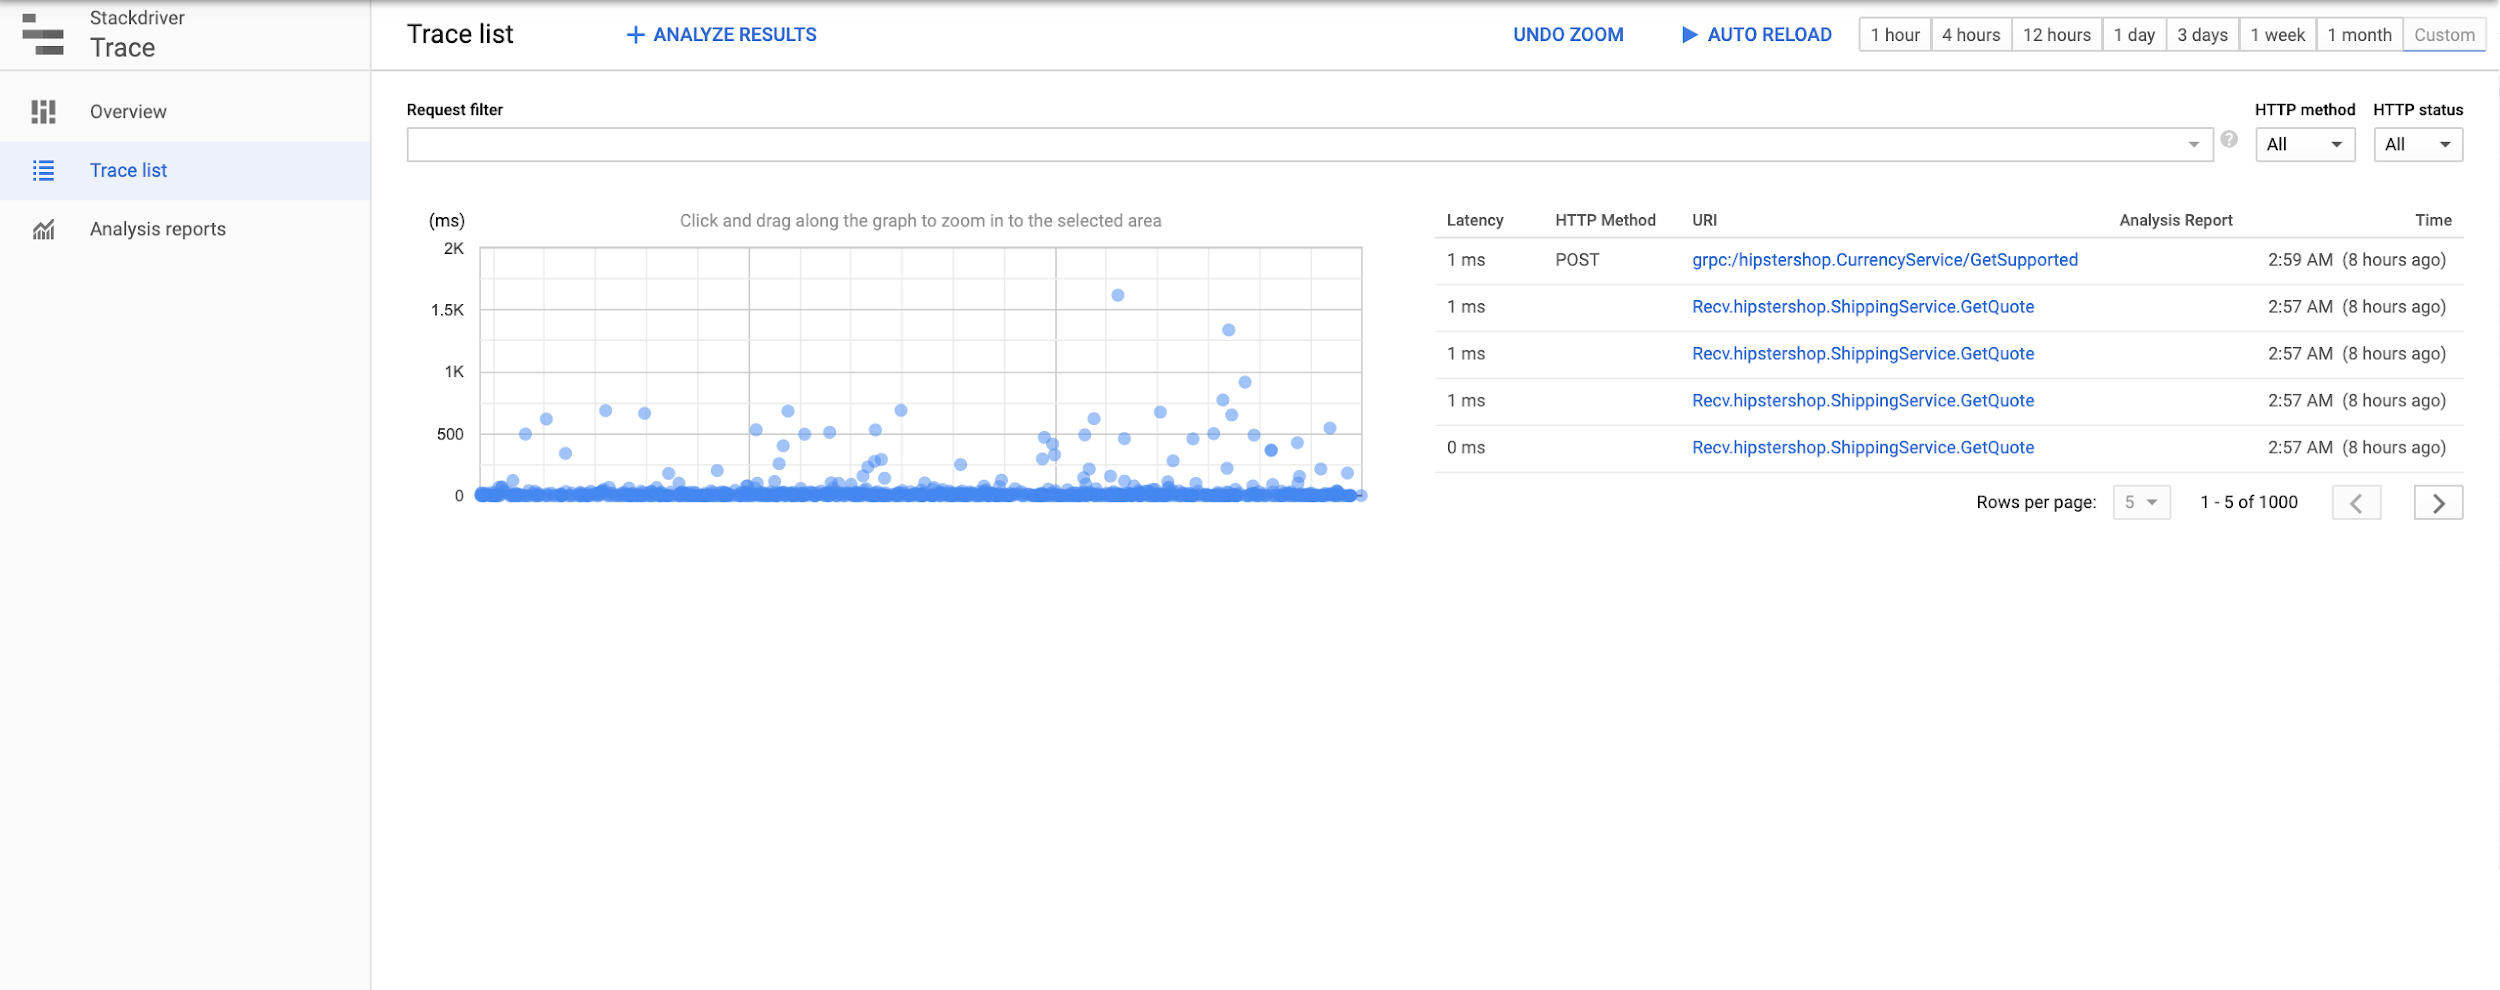 Stackdriver
Trace
Overview
Trace list
Analysis reports
Trace list
+ ANALYZE RESULTS
UNDO ZOOM
AUTO RELOAD
1 hour
4 hours
12 hours
1 day
3 days
1 week
1 month
Custom
Request filter
?
HTTP method
All
HTTP status
All
(ms)
Click and drag along the graph to zoom in to the selected area
2K
1.5K
1K
500
0
Latency HTTP Method URI Analysis Report Time
1 ms POST grpc:/hipstershop.CurrencyService/GetSupported 2:59 AM (8 hours ago)
1 ms Recv.hipstershop.ShippingService.GetQuote 2:57 AM (8 hours ago)
1 ms Recv.hipstershop.ShippingService.GetQuote 2:57 AM (8 hours ago)
1 ms Recv.hipstershop.ShippingService.GetQuote 2:57 AM (8 hours ago)
0 ms Recv.hipstershop.ShippingService.GetQuote 2:57 AM (8 hours ago)
Rows per page: 5 1 - 5 of 1000